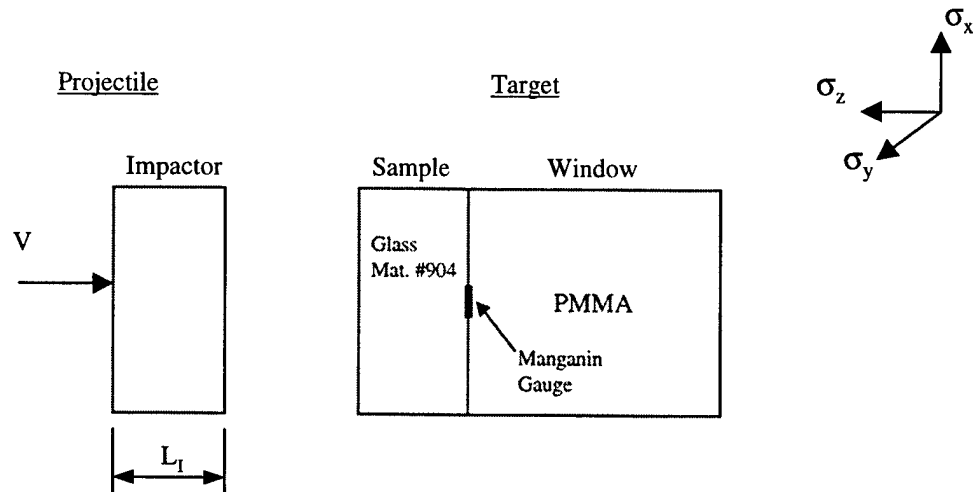 σx
Projectile
Target
σz
Impactor
Sample
Window
σy
V
Glass
Mat. #904
PMMA
Manganin
Gauge
LI